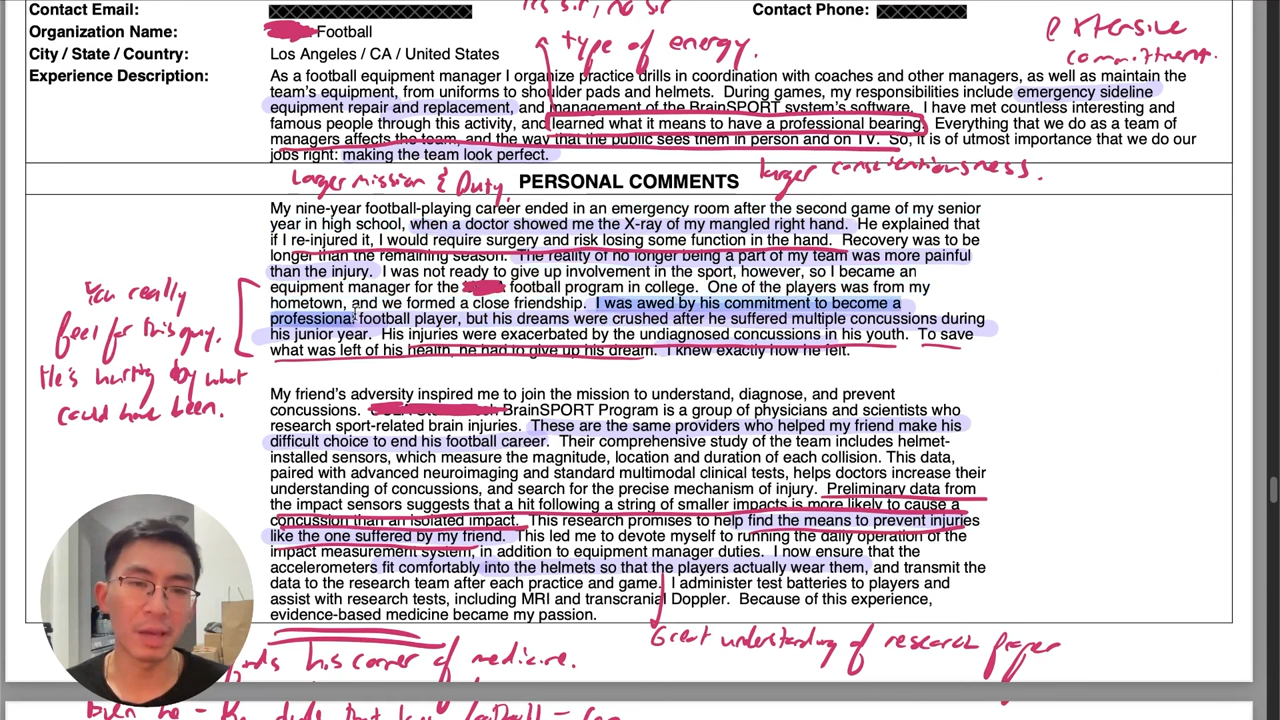 Contact Email:
Contact Phone:
Organization Name: Football
type of energy.
extensive
committment.
City / State / Country: Los Angeles / CA / United States
Experience Description: As a football equipment manager I organize practice drills in coordination with coaches and other managers, as well as maintain the
team's equipment, from uniforms to shoulder pads and helmets. During games, my responsibilities include emergency sideline
equipment repair and replacement, and management of the BrainSPORT system's software. I have met countless interesting and
famous people through this activity, and learned what it means to have a professional bearing. Everything that we do as a team of
managers affects the team, and the way that the public sees them in person and on TV. So, it is of utmost importance that we do our
jobs right: making the team look perfect.
Larger mission & Duty.
larger conscientiousness.
PERSONAL COMMENTS
My nine-year football-playing career ended in an emergency room after the second game of my senior
year in high school, when a doctor showed me the X-ray of my mangled right hand. He explained that
if I re-injured it, I would require surgery and risk losing some function in the hand. Recovery was to be
longer than the remaining season. The reality of no longer being a part of my team was more painful
than the injury. I was not ready to give up involvement in the sport, however, so I became an
equipment manager for the football program in college. One of the players was from my
hometown, and we formed a close friendship. I was awed by his commitment to become a
professional football player, but his dreams were crushed after he suffered multiple concussions during
his junior year. His injuries were exacerbated by the undiagnosed concussions in his youth. To save
what was left of his health, he had to give up his dream. I knew exactly how he felt.
You really
feel for this guy.
He's hurting by what
could have been.
My friend's adversity inspired me to join the mission to understand, diagnose, and prevent
concussions. BrainSPORT Program is a group of physicians and scientists who
research sport-related brain injuries. These are the same providers who helped my friend make his
difficult choice to end his football career. Their comprehensive study of the team includes helmet-
installed sensors, which measure the magnitude, location and duration of each collision. This data,
paired with advanced neuroimaging and standard multimodal clinical tests, helps doctors increase their
understanding of concussions, and search for the precise mechanism of injury. Preliminary data from
the impact sensors suggests that a hit following a string of smaller impacts is more likely to cause a
concussion than an isolated impact. This research promises to help find the means to prevent injuries
like the one suffered by my friend. This led me to devote myself to running the daily operation of the
impact measurement system, in addition to equipment manager duties. I now ensure that the
accelerometers fit comfortably into the helmets so that the players actually wear them, and transmit the
data to the research team after each practice and game. I administer test batteries to players and
assist with research tests, including MRI and transcranial Doppler. Because of this experience,
evidence-based medicine became my passion.
his corner of medicine.
Great understanding of research proper